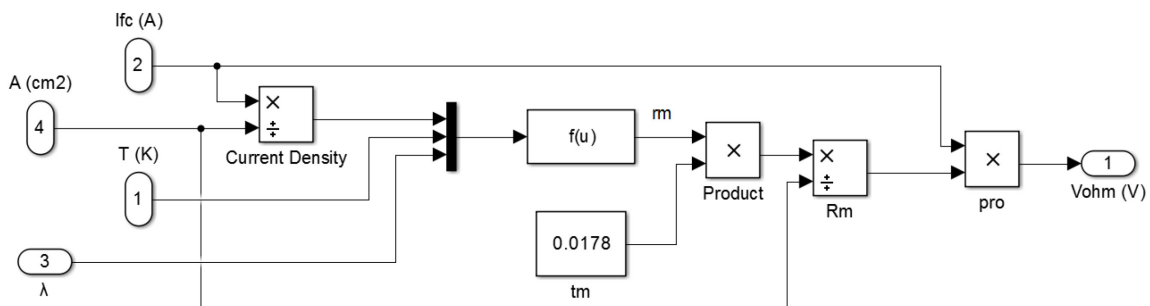 Ifc (A)
2
A (cm2)
4
×
÷
Current Density
T (K)
1
3
λ
f(u)
rm
×
Product
0.0178
tm
×
÷
Rm
×
pro
1
Vohm (V)